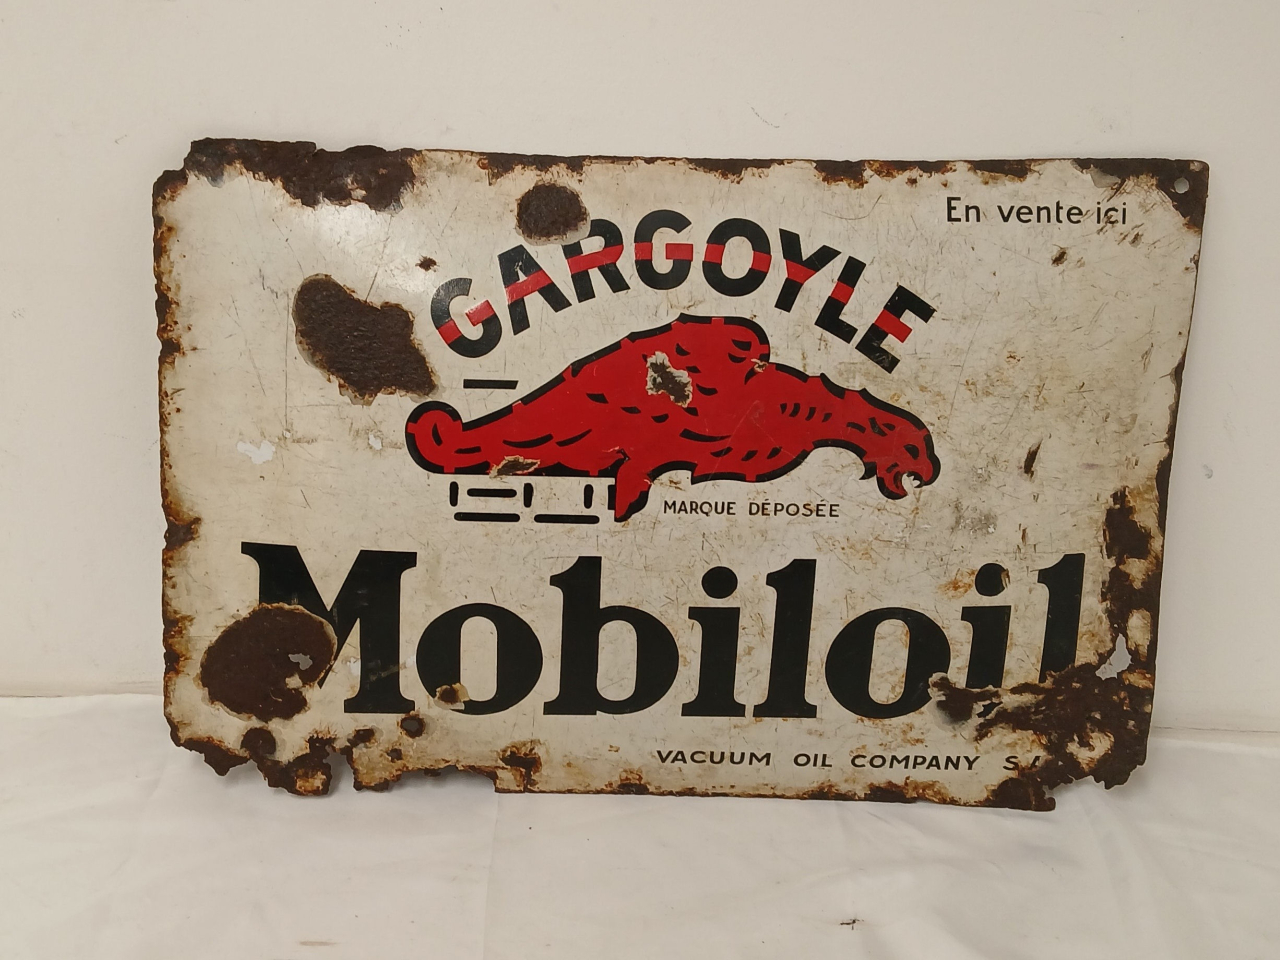 En vente ici
GARGOYLE
MARQUE DÉPOSÉE
Mobiloil
VACUUM OIL COMPANY